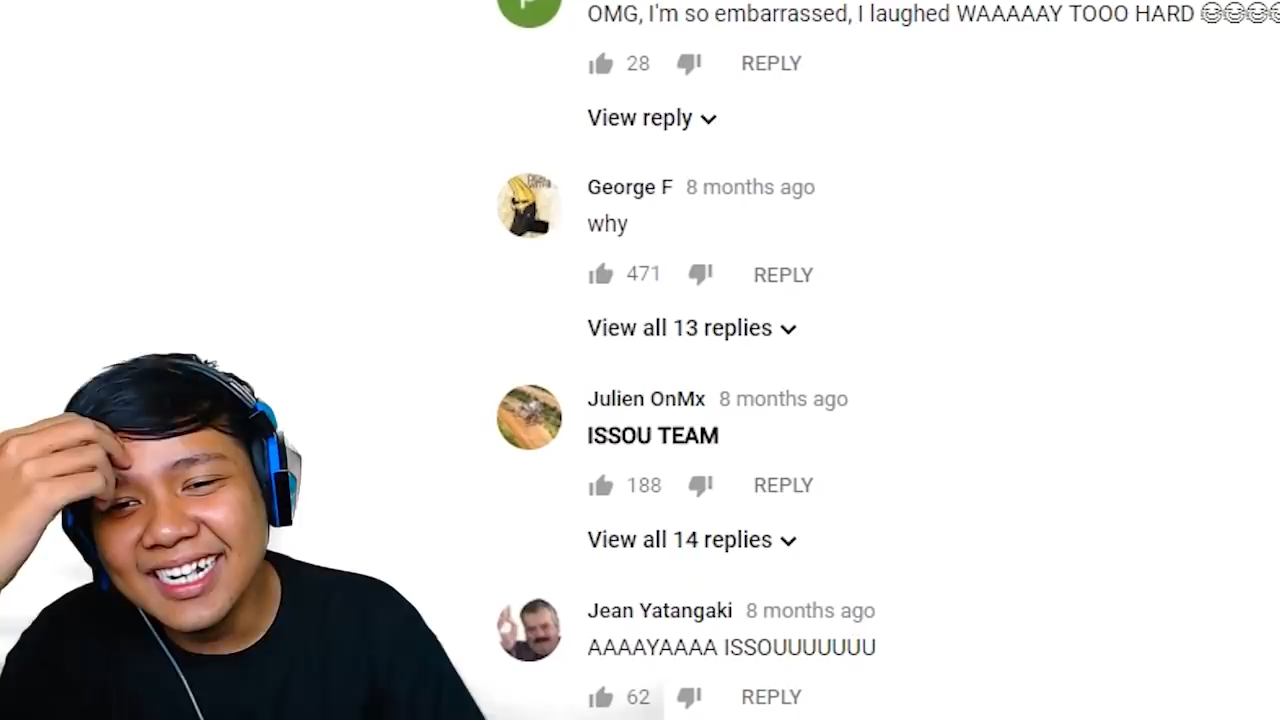 OMG, I'm so embarrassed, I laughed WAAAAAY TOOO HARD 😂😂😂😂
28 REPLY
View reply
George F 8 months ago
why
471 REPLY
View all 13 replies
Julien OnMx 8 months ago
ISSOU TEAM
188 REPLY
View all 14 replies
Jean Yatangaki 8 months ago
AAAAYAAAA ISSOUUUUUUU
62 REPLY